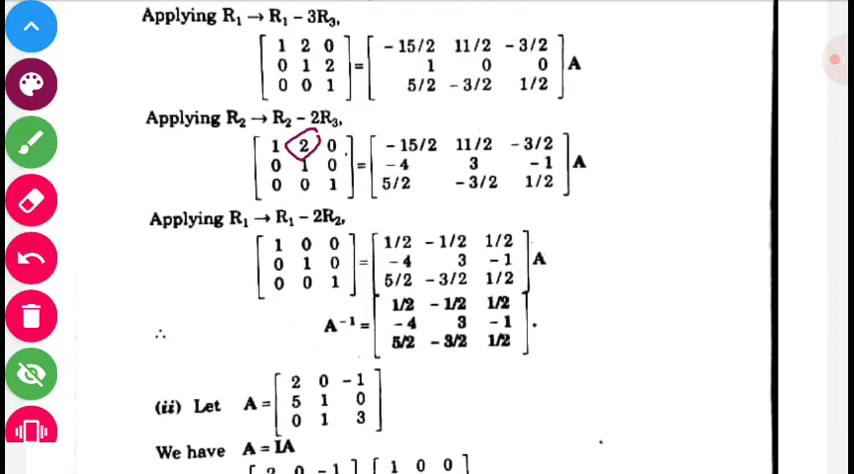 Applying R₁ → R₁ – 3R₃,
[ 1 2 0 ] = [ – 15/2 11/2 – 3/2 ] A
[ 0 1 2 ] [ 1 0 0 ]
[ 0 0 1 ] [ 5/2 – 3/2 1/2 ]
Applying R₂ → R₂ – 2R₃,
[ 1 2 0 ] = [ – 15/2 11/2 – 3/2 ] A
[ 0 1 0 ] [ – 4 3 – 1 ]
[ 0 0 1 ] [ 5/2 – 3/2 1/2 ]
Applying R₁ → R₁ – 2R₂,
[ 1 0 0 ] = [ 1/2 – 1/2 1/2 ] A
[ 0 1 0 ] [ – 4 3 – 1 ]
[ 0 0 1 ] [ 5/2 – 3/2 1/2 ]
∴ A⁻¹ = [ 1/2 – 1/2 1/2 ] .
[ – 4 3 – 1 ]
[ 5/2 – 3/2 1/2 ]
(ii) Let A = [ 2 0 – 1 ]
[ 5 1 0 ]
[ 0 1 3 ]
We have A = IA
[ 2 0 – 1 ] [ 1 0 0 ]